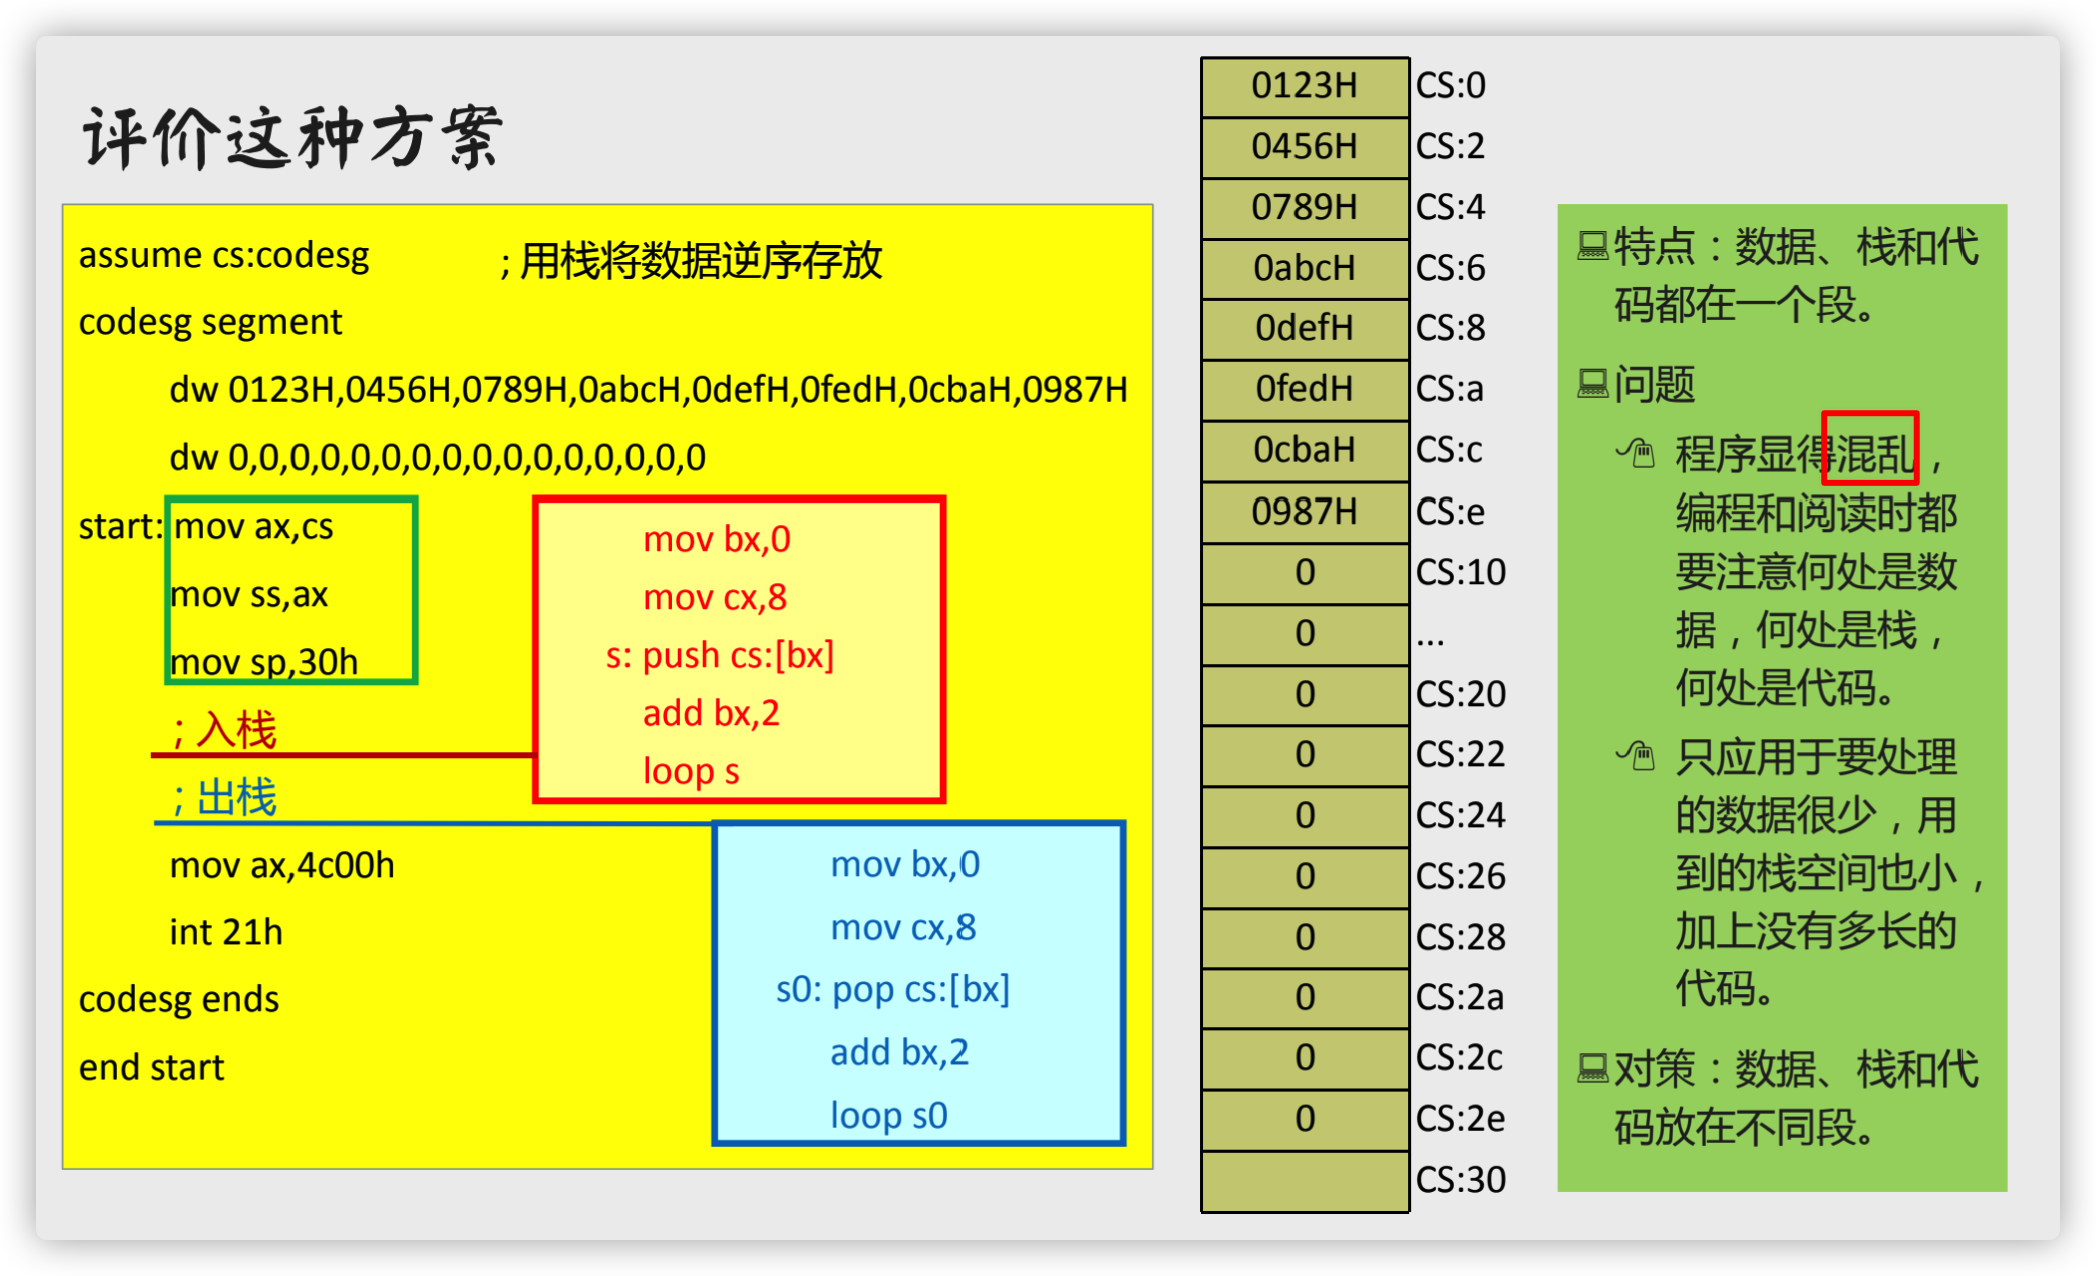 评价这种方案
assume cs:codesg ; 用栈将数据逆序存放
codesg segment
dw 0123H,0456H,0789H,0abcH,0defH,0fedH,0cbaH,0987H
dw 0,0,0,0,0,0,0,0,0,0,0,0,0,0,0,0
start: mov ax,cs
mov ss,ax
mov sp,30h
; 入栈
; 出栈
mov ax,4c00h
int 21h
codesg ends
end start
mov bx,0
mov cx,8
s: push cs:[bx]
add bx,2
loop s
mov bx,0
mov cx,8
s0: pop cs:[bx]
add bx,2
loop s0
0123H CS:0
0456H CS:2
0789H CS:4
0abcH CS:6
0defH CS:8
0fedH CS:a
0cbaH CS:c
0987H CS:e
0 CS:10
0 ...
0 CS:20
0 CS:22
0 CS:24
0 CS:26
0 CS:28
0 CS:2a
0 CS:2c
0 CS:2e
CS:30
特点：数据、栈和代
码都在一个段。
问题
程序显得混乱，
编程和阅读时都
要注意何处是数
据，何处是栈，
何处是代码。
只应用于要处理
的数据很少，用
到的栈空间也小，
加上没有多长的
代码。
对策：数据、栈和代
码放在不同段。